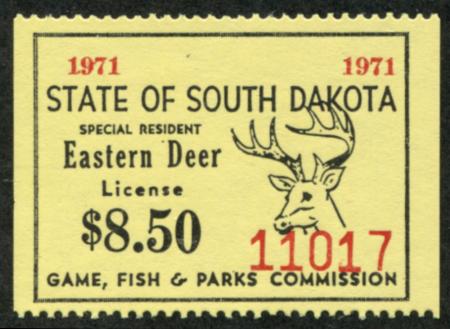 1971 1971
STATE OF SOUTH DAKOTA
SPECIAL RESIDENT
Eastern Deer
License
$8.50
11017
GAME, FISH & PARKS COMMISSION